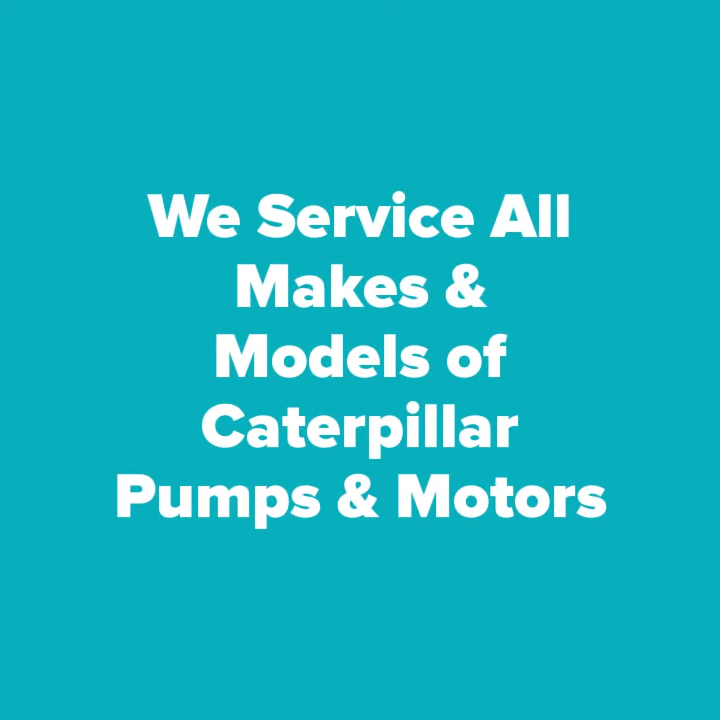 We Service All
Makes &
Models of
Caterpillar
Pumps & Motors